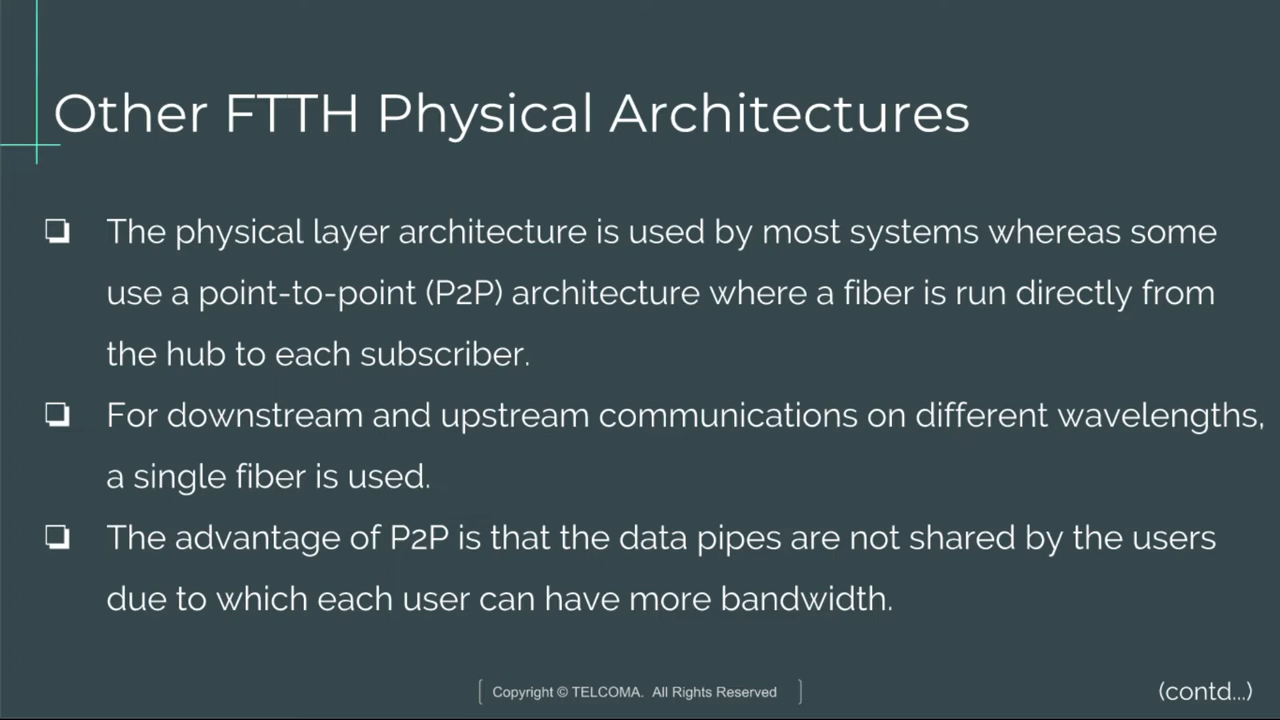 Other FTTH Physical Architectures
The physical layer architecture is used by most systems whereas some
use a point-to-point (P2P) architecture where a fiber is run directly from
the hub to each subscriber.
For downstream and upstream communications on different wavelengths,
a single fiber is used.
The advantage of P2P is that the data pipes are not shared by the users
due to which each user can have more bandwidth.
Copyright © TELCOMA. All Rights Reserved
(contd...)